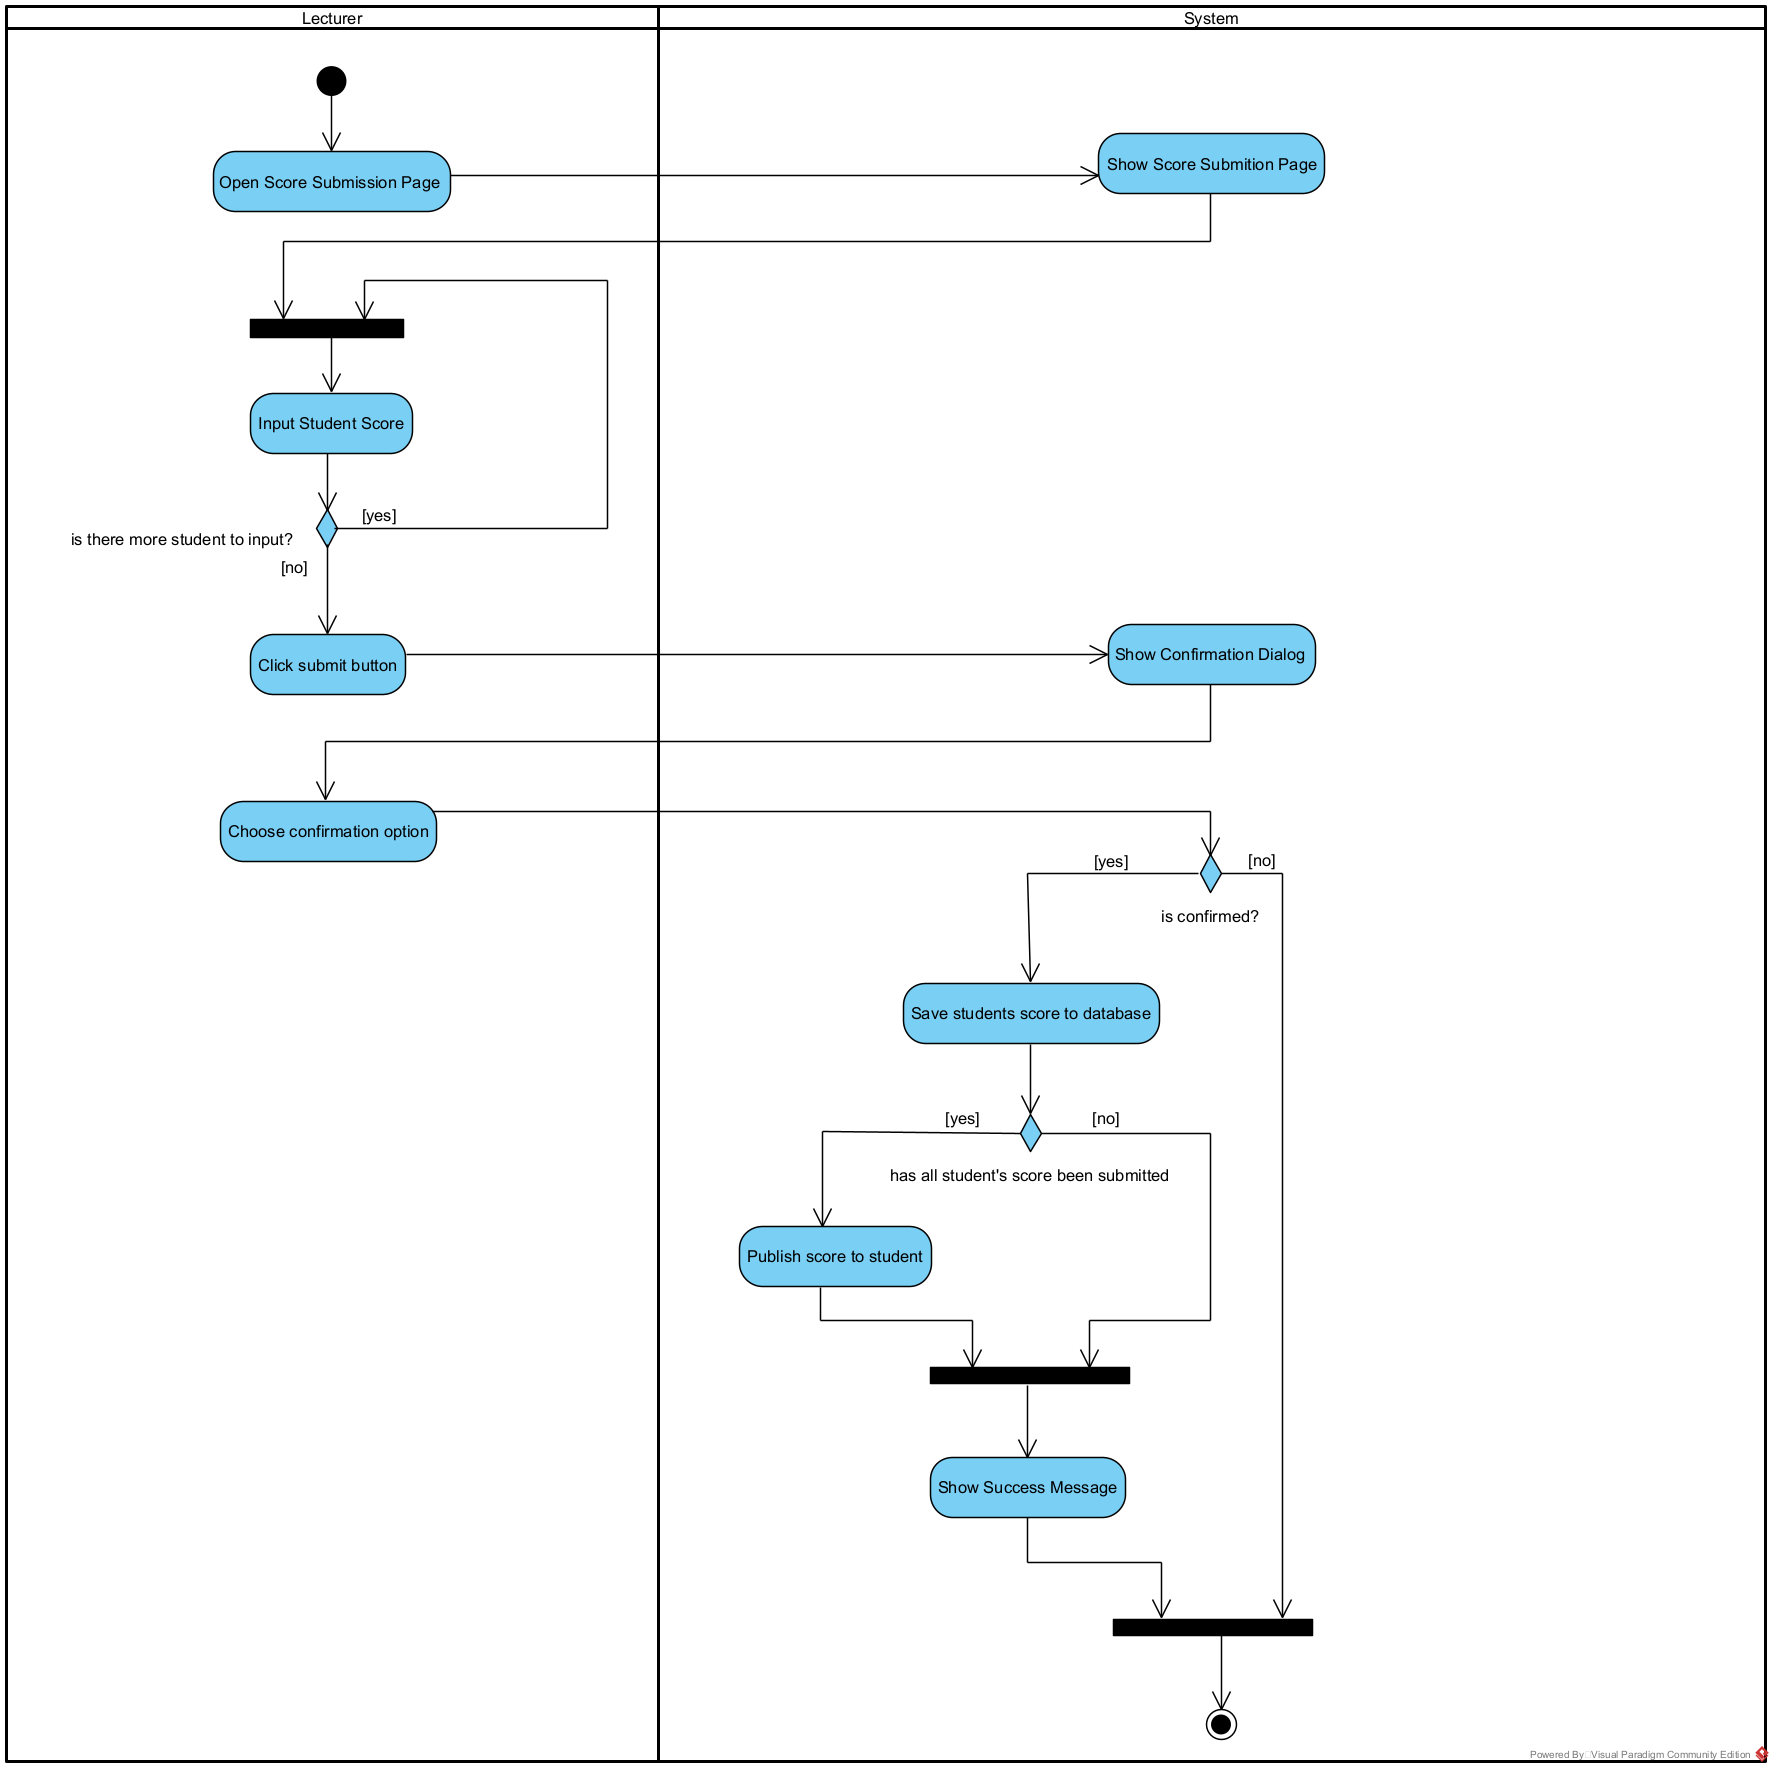 Lecturer
System
Open Score Submission Page
Show Score Submition Page
Input Student Score
[yes]
is there more student to input?
[no]
Click submit button
Show Confirmation Dialog
Choose confirmation option
[yes]
[no]
is confirmed?
Save students score to database
[yes]
[no]
has all student's score been submitted
Publish score to student
Show Success Message
Powered By Visual Paradigm Community Edition